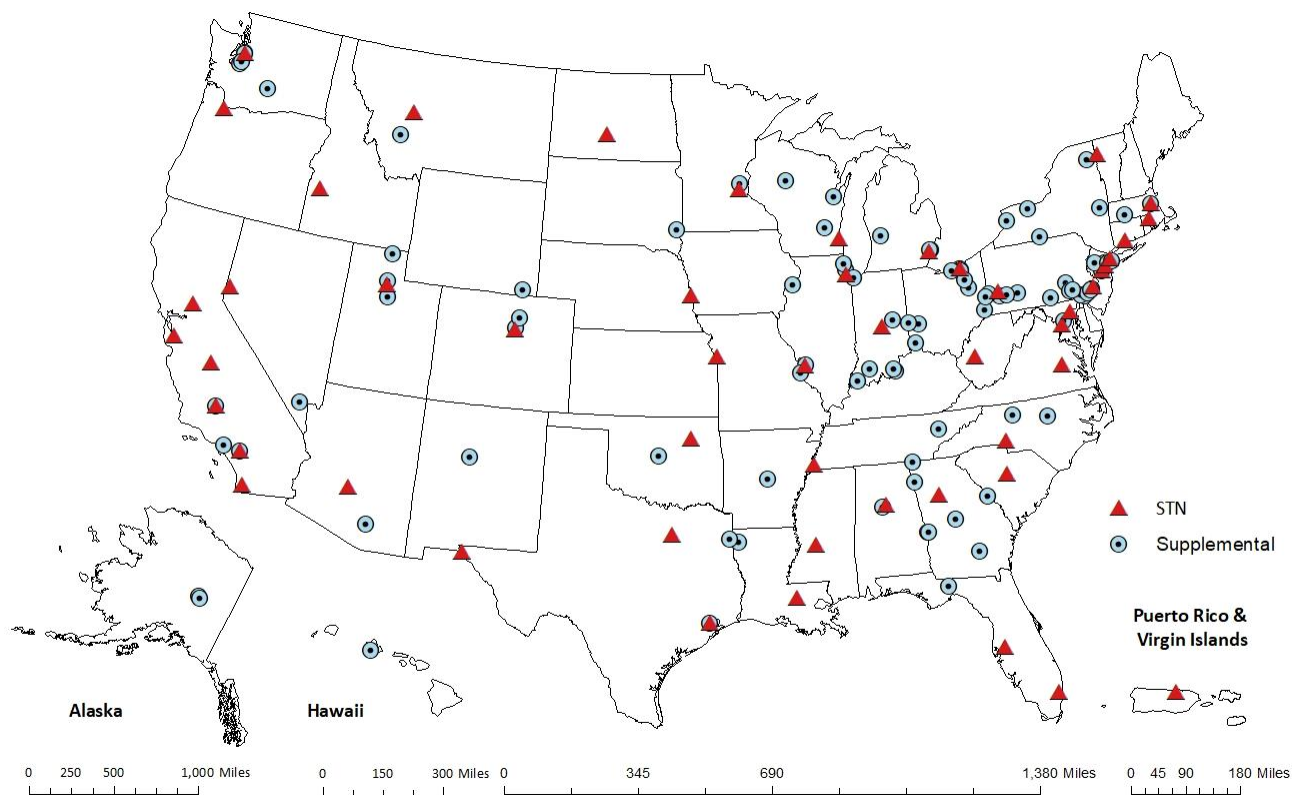 STN
Supplemental
Puerto Rico &
Virgin Islands
Alaska
Hawaii
0 250 500 1,000 Miles
0 150 300 Miles
0 345 690 1,380 Miles
0 45 90 180 Miles